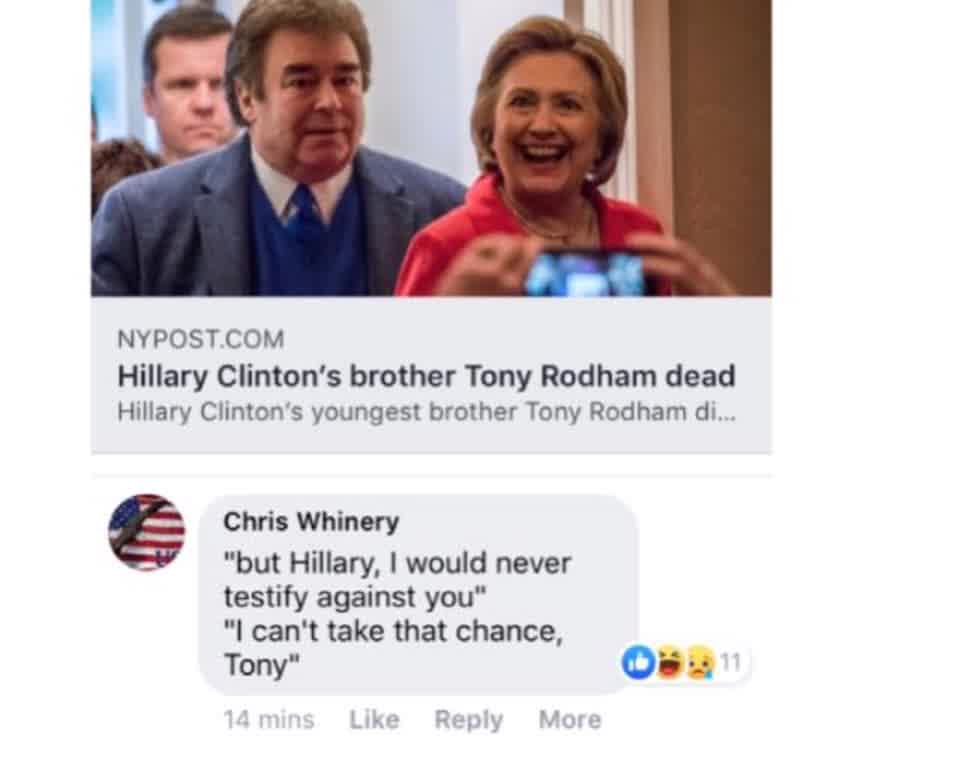 NYPOST.COM
Hillary Clinton's brother Tony Rodham dead
Hillary Clinton's youngest brother Tony Rodham di...
Chris Whinery
"but Hillary, I would never
testify against you"
"I can't take that chance,
Tony"
11
14 mins Like Reply More